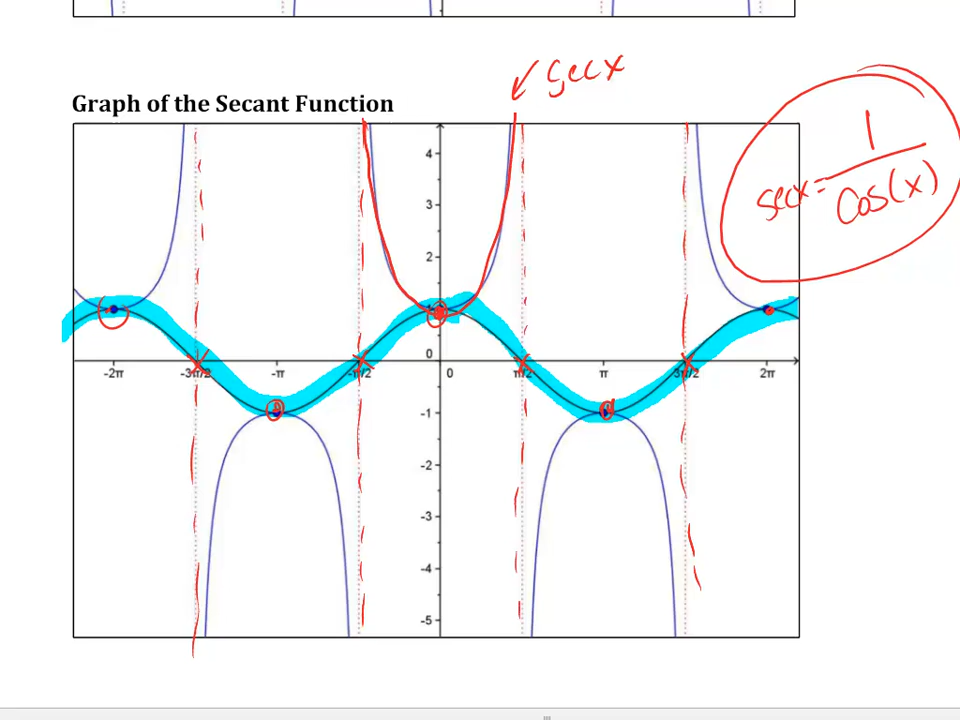 sec x
Graph of the Secant Function
sec x = 1 / cos(x)
4
3
2
1
0
-2π -3π/2 -π -π/2 0 π/2 π 3π/2 2π
-1
-2
-3
-4
-5